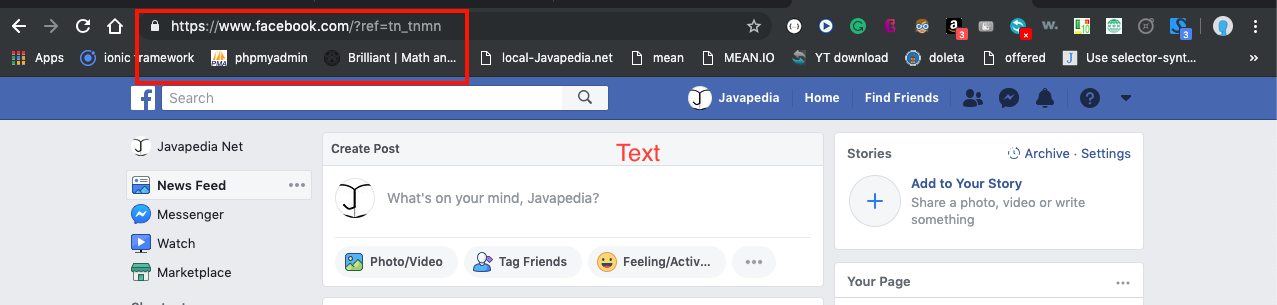 https://www.facebook.com/?ref=tn_tnmn
Apps ionic framework phpmyadmin Brilliant | Math an... local-Javapedia.net mean MEAN.IO YT download doleta offered Use selector-synt... »
Search Javapedia Home Find Friends
Javapedia Net
News Feed
Messenger
Watch
Marketplace
Create Post Text
What's on your mind, Javapedia?
Photo/Video Tag Friends Feeling/Activ...
Stories Archive · Settings
Add to Your Story
Share a photo, video or write
something
Your Page